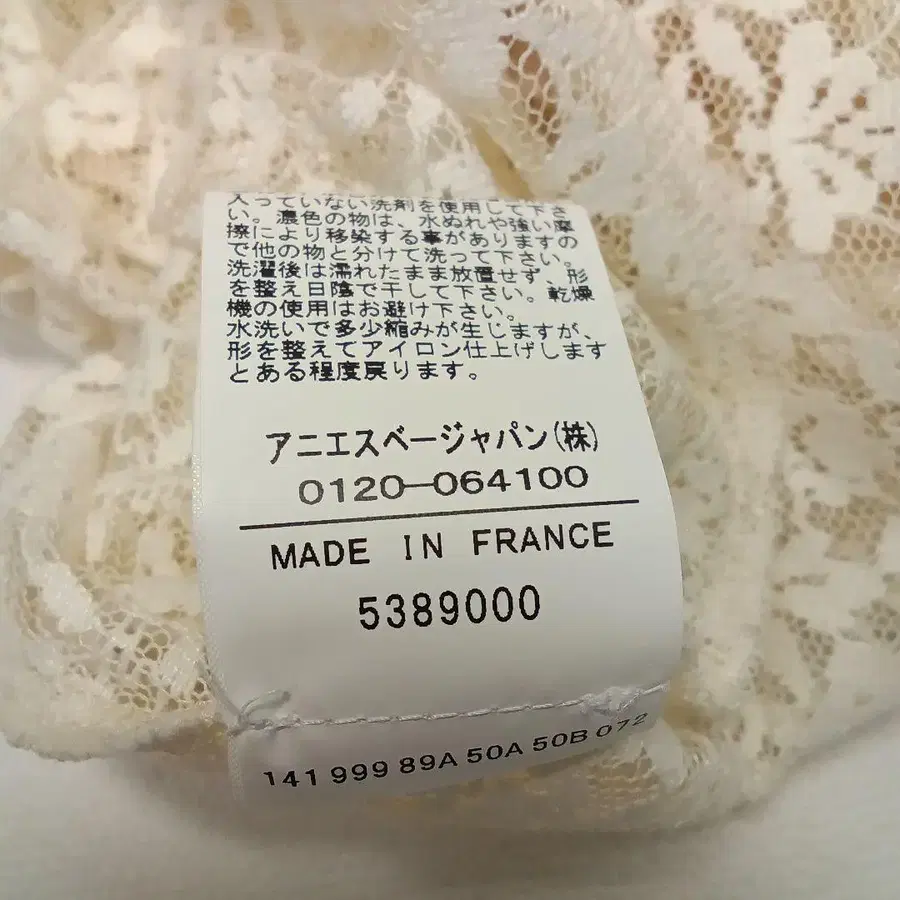 入っていない洗剤を使用して下さ
い。濃色の物は、水ぬれや強い摩
擦により移染する事がありますの
で他の物と分けて洗って下さい。
洗濯後は濡れたまま放置せず、形
を整え日陰で干して下さい。乾燥
機の使用はお避け下さい。
水洗いで多少縮みが生じますが、
形を整えてアイロン仕上げします
とある程度戻ります。
アニエスベージャパン(株)
0120-064100
MADE IN FRANCE
5389000
141 999 89A 50A 50B 072